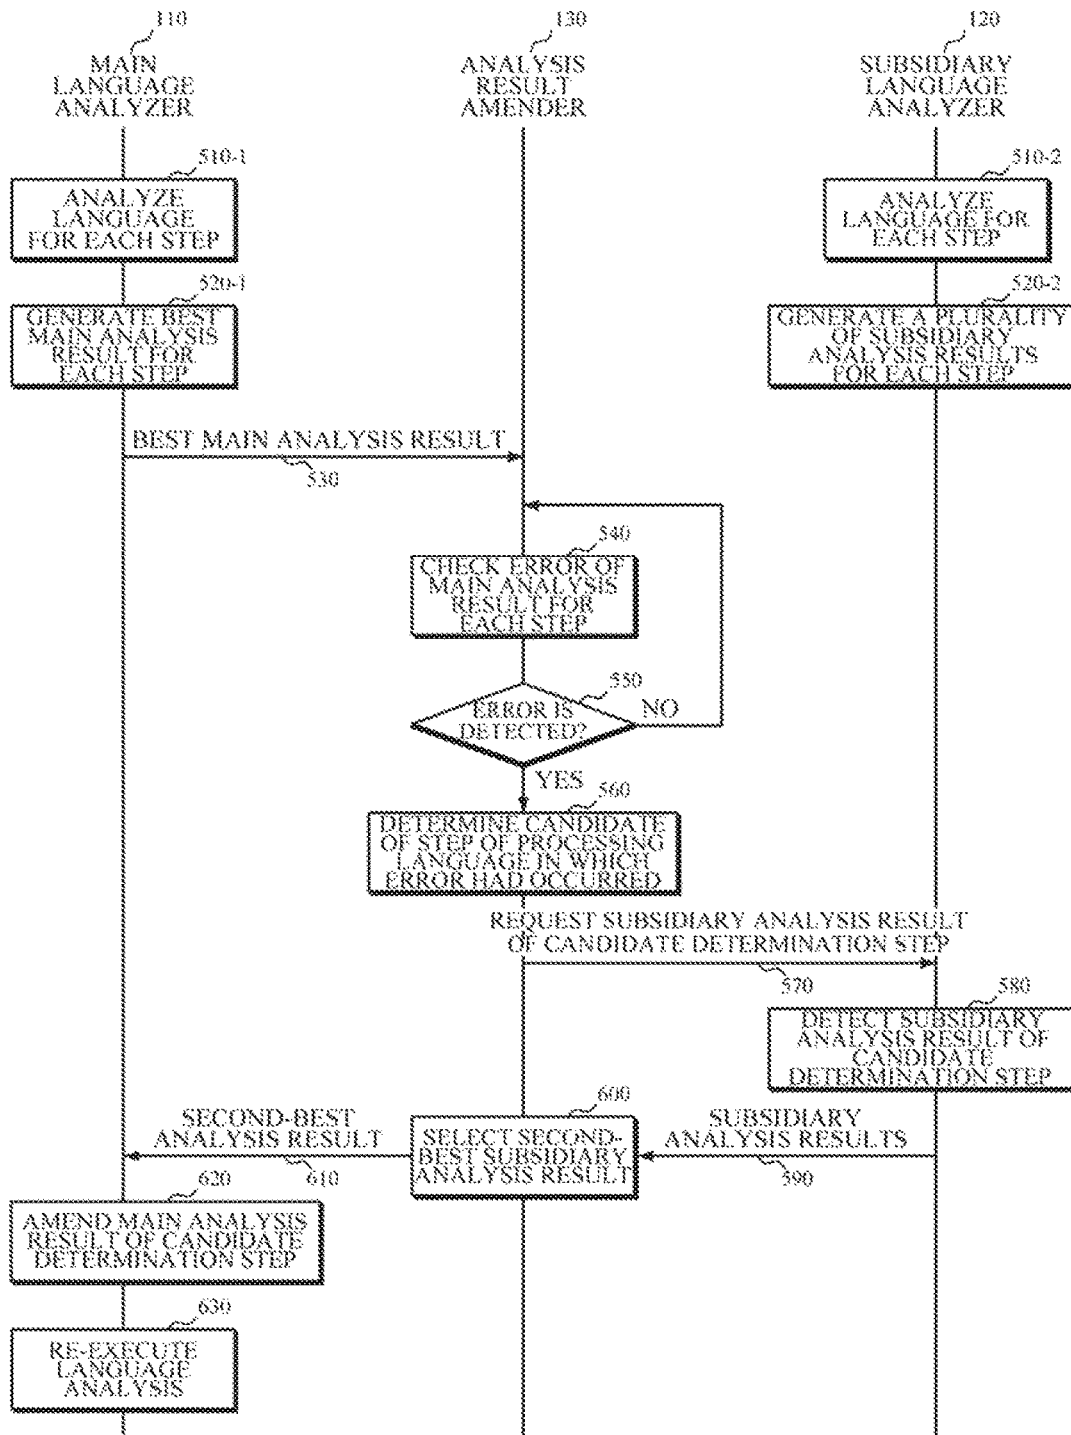 110
MAIN
LANGUAGE
ANALYZER
130
ANALYSIS
RESULT
AMENDER
120
SUBSIDIARY
LANGUAGE
ANALYZER
510-1
ANALYZE
LANGUAGE
FOR EACH STEP
510-2
ANALYZE
LANGUAGE FOR
EACH STEP
520-1
GENERATE BEST
MAIN ANALYSIS
RESULT FOR
EACH STEP
520-2
GENERATE A PLURALITY
OF SUBSIDIARY
ANALYSIS RESULTS
FOR EACH STEP
BEST MAIN ANALYSIS RESULT
530
540
CHECK ERROR OF
MAIN ANALYSIS
RESULT FOR
EACH STEP
550
ERROR IS
DETECTED?
NO
YES
560
DETERMINE CANDIDATE
OF STEP OF PROCESSING
LANGUAGE IN WHICH
ERROR HAD OCCURRED
REQUEST SUBSIDIARY ANALYSIS RESULT
OF CANDIDATE DETERMINATION STEP
570
580
DETECT SUBSIDIARY
ANALYSIS RESULT OF
CANDIDATE
DETERMINATION STEP
SUBSIDIARY
ANALYSIS RESULTS
590
600
SELECT SECOND-
BEST SUBSIDIARY
ANALYSIS RESULT
SECOND-BEST
ANALYSIS RESULT
610
620
AMEND MAIN ANALYSIS
RESULT OF CANDIDATE
DETERMINATION STEP
630
RE-EXECUTE
LANGUAGE
ANALYSIS